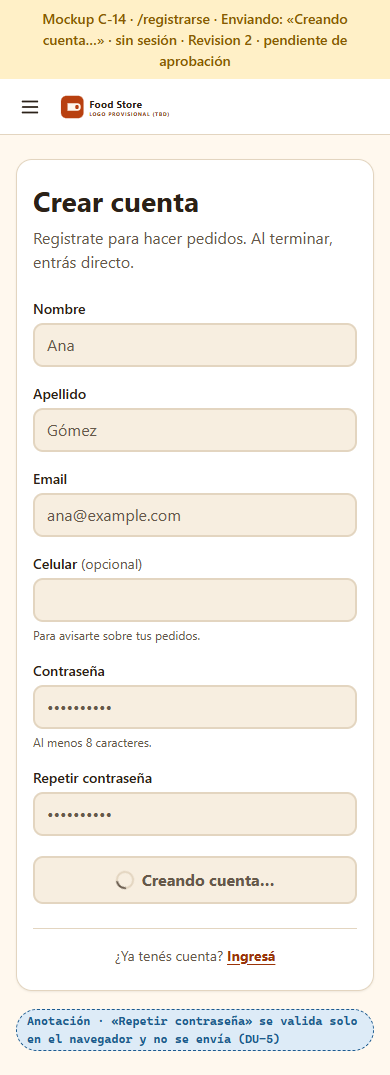 Mockup C-14 · /registrarse · Enviando: «Creando
cuenta…» · sin sesión · Revision 2 · pendiente de
aprobación
Food Store
LOGO PROVISIONAL (TBD)
Crear cuenta
Registrate para hacer pedidos. Al terminar,
entrás directo.
Nombre
Ana
Apellido
Gómez
Email
ana@example.com
Celular (opcional)
Para avisarte sobre tus pedidos.
Contraseña
••••••••••
Al menos 8 caracteres.
Repetir contraseña
••••••••••
Creando cuenta…
¿Ya tenés cuenta? Ingresá
Anotación · «Repetir contraseña» se valida solo
en el navegador y no se envía (DU-5)